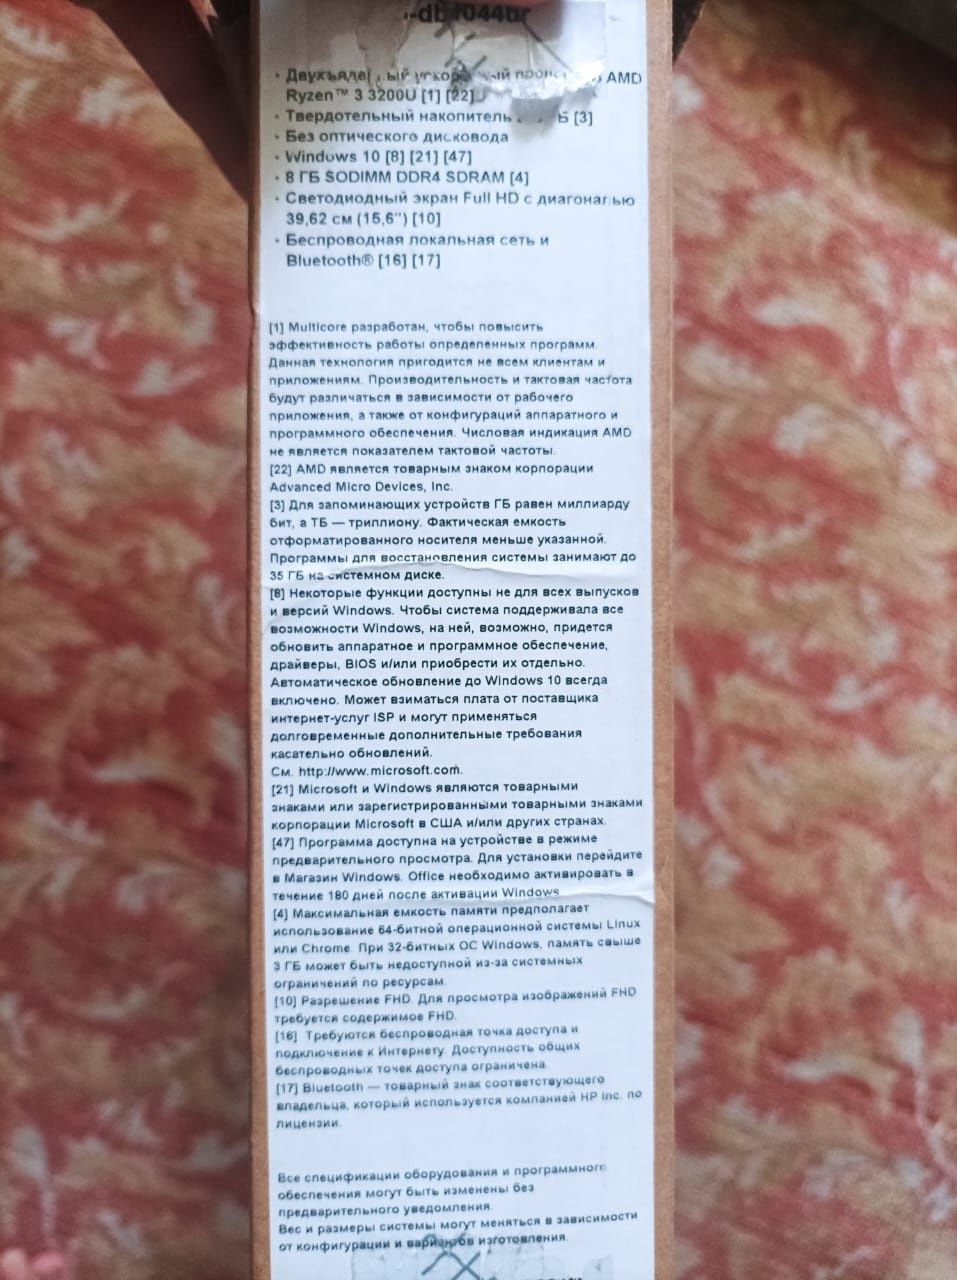 · Двухъядерный ускоренный AMD
Ryzen™ 3 3200U [1] [22]
· Твердотельный накопитель [3]
· Без оптического дисковода
· Windows 10 [8] [21] [47]
· 8 ГБ SODIMM DDR4 SDRAM [4]
· Светодиодный экран Full HD с диагональю
39,62 см (15,6") [10]
· Беспроводная локальная сеть и
Bluetooth® [16] [17]
[1] Multicore разработан, чтобы повысить
эффективность работы определенных программ.
Данная технология пригодится не всем клиентам и
приложениям. Производительность и тактовая частота
будут различаться в зависимости от рабочего
приложения, а также от конфигураций аппаратного и
программного обеспечения. Числовая индикация AMD
не является показателем тактовой частоты.
[22] AMD является товарным знаком корпорации
Advanced Micro Devices, Inc.
[3] Для запоминающих устройств ГБ равен миллиарду
бит, а ТБ — триллиону. Фактическая емкость
отформатированного носителя меньше указанной.
Программы для восстановления системы занимают до
35 ГБ на системном диске.
[8] Некоторые функции доступны не для всех выпусков
и версий Windows. Чтобы система поддерживала все
возможности Windows, на ней, возможно, придется
обновить аппаратное и программное обеспечение,
драйверы, BIOS и/или приобрести их отдельно.
Автоматическое обновление до Windows 10 всегда
включено. Может взиматься плата от поставщика
интернет-услуг ISP и могут применяться
долговременные дополнительные требования
касательно обновлений.
См. http://www.microsoft.com.
[21] Microsoft и Windows являются товарными
знаками или зарегистрированными товарными знаками
корпорации Microsoft в США и/или других странах.
[47] Программа доступна на устройстве в режиме
предварительного просмотра. Для установки перейдите
в Магазин Windows. Office необходимо активировать в
течение 180 дней после активации Windows
[4] Максимальная емкость памяти предполагает
использование 64-битной операционной системы Linux
или Chrome. При 32-битных ОС Windows, память свыше
3 ГБ может быть недоступной из-за системных
ограничений по ресурсам.
[10] Разрешение FHD. Для просмотра изображений FHD
требуется содержимое FHD.
[16] Требуются беспроводная точка доступа и
подключение к Интернету. Доступность общих
беспроводных точек доступа ограничена.
[17] Bluetooth — товарный знак соответствующего
владельца, который используется компанией HP Inc. по
лицензии.
Все спецификации оборудования и программного
обеспечения могут быть изменены без
предварительного уведомления.
Вес и размеры системы могут меняться в зависимости
от конфигурации и вариантов изготовления.